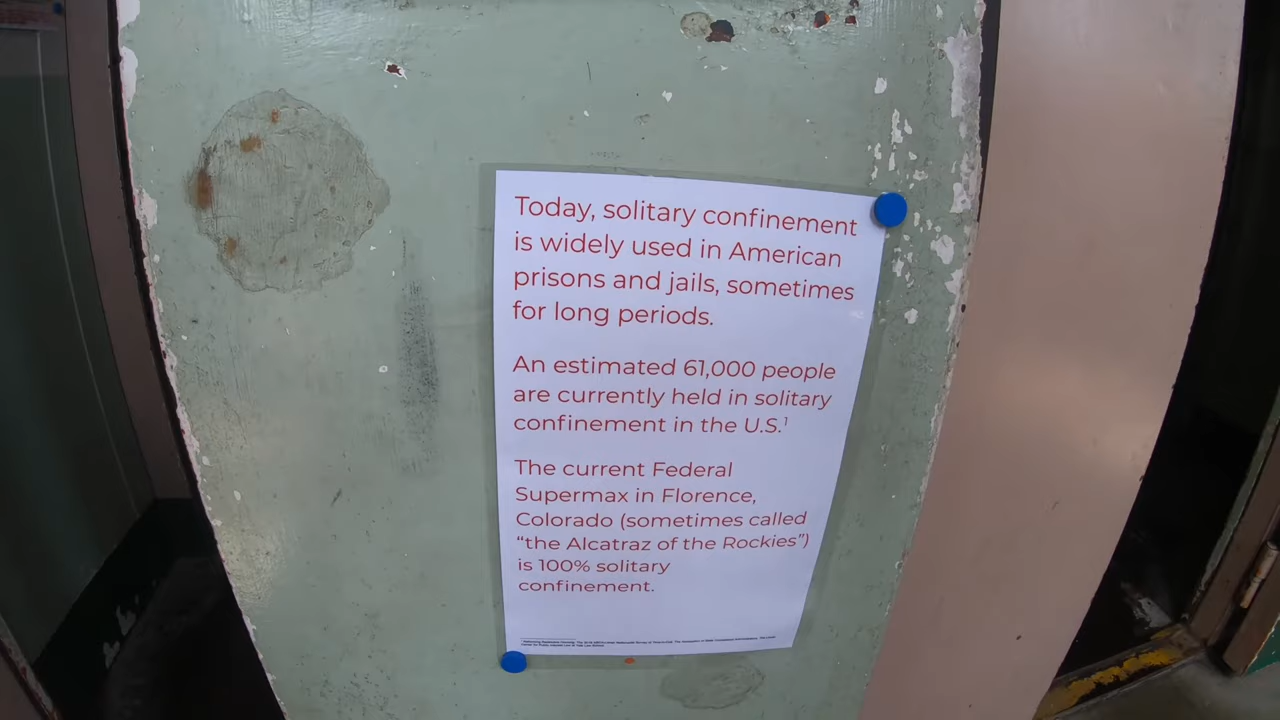 Today, solitary confinement
is widely used in American
prisons and jails, sometimes
for long periods.
An estimated 61,000 people
are currently held in solitary
confinement in the U.S.¹
The current Federal
Supermax in Florence,
Colorado (sometimes called
“the Alcatraz of the Rockies”)
is 100% solitary
confinement.